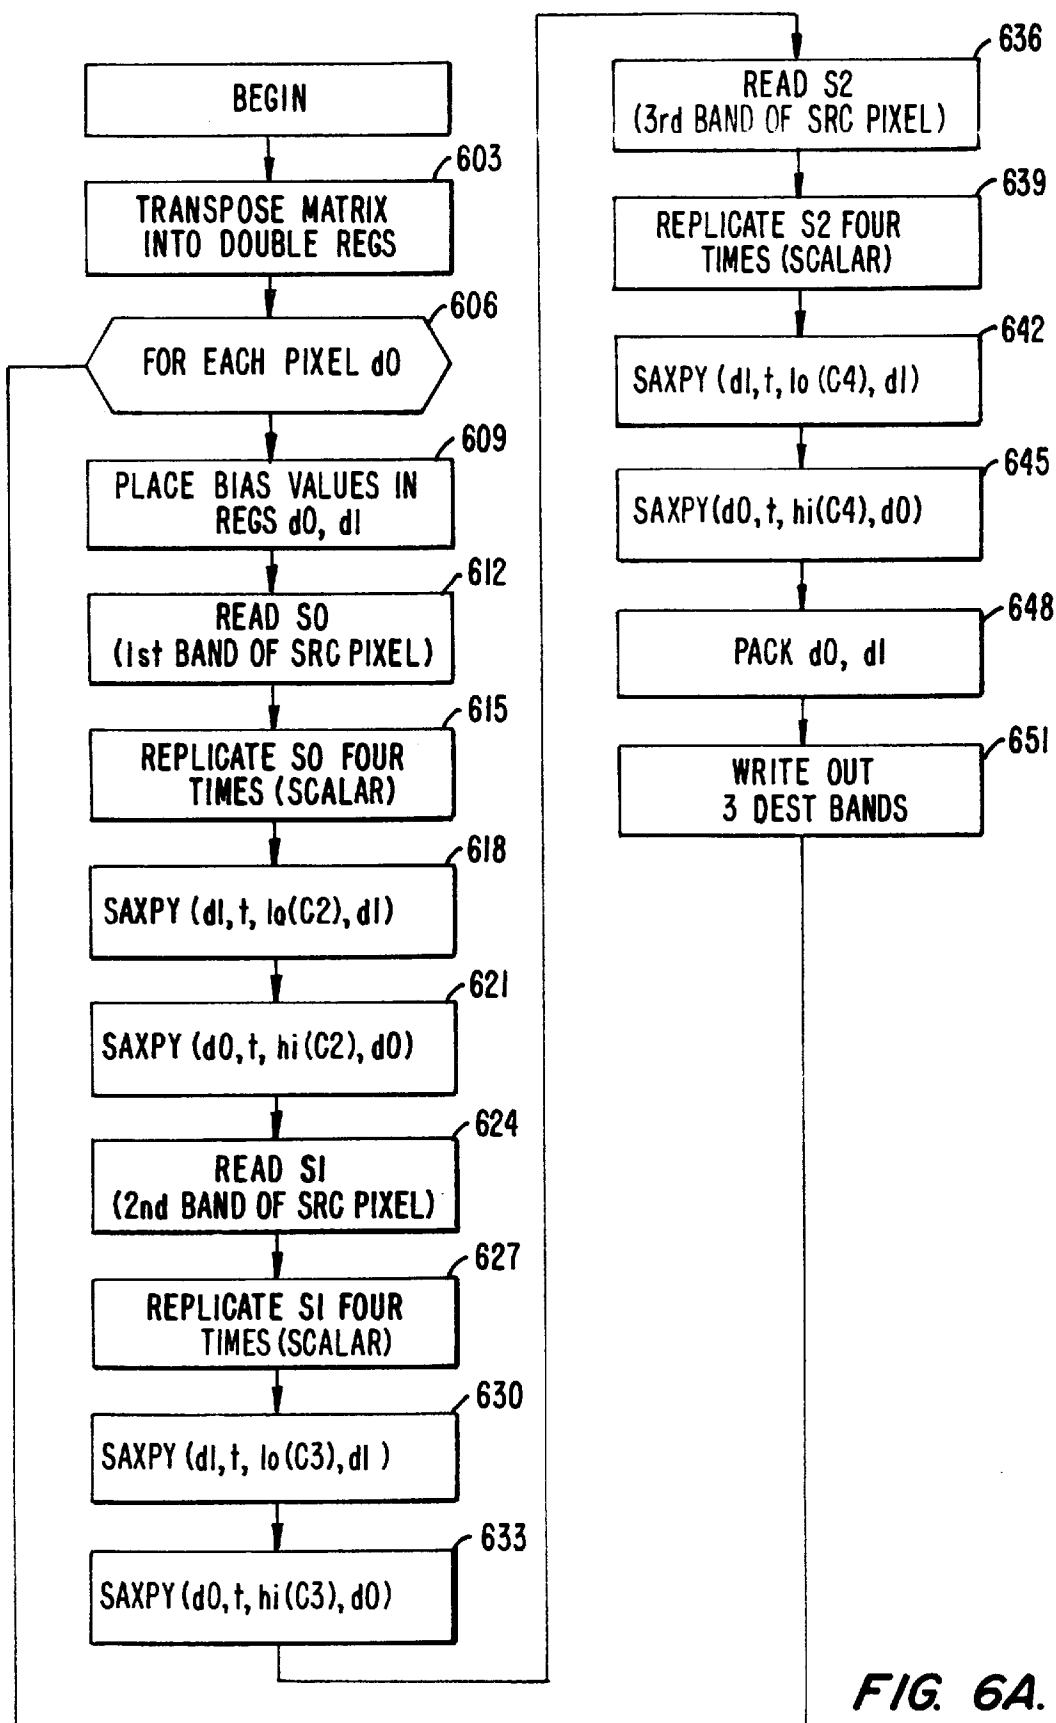 BEGIN
603
TRANSPOSE MATRIX
INTO DOUBLE REGS
606
FOR EACH PIXEL d0
609
PLACE BIAS VALUES IN
REGS d0, d1
612
READ S0
(1st BAND OF SRC PIXEL)
615
REPLICATE S0 FOUR
TIMES (SCALAR)
618
SAXPY (d1, t, lo(C2), d1)
621
SAXPY (d0, t, hi(C2), d0)
624
READ S1
(2nd BAND OF SRC PIXEL)
627
REPLICATE S1 FOUR
TIMES (SCALAR)
630
SAXPY (d1, t, lo(C3), d1 )
633
SAXPY (d0, t, hi(C3), d0)
636
READ S2
(3rd BAND OF SRC PIXEL)
639
REPLICATE S2 FOUR
TIMES (SCALAR)
642
SAXPY (d1, t, lo (C4), d1)
645
SAXPY(d0, t, hi(C4), d0)
648
PACK d0, d1
651
WRITE OUT
3 DEST BANDS
FIG. 6A.